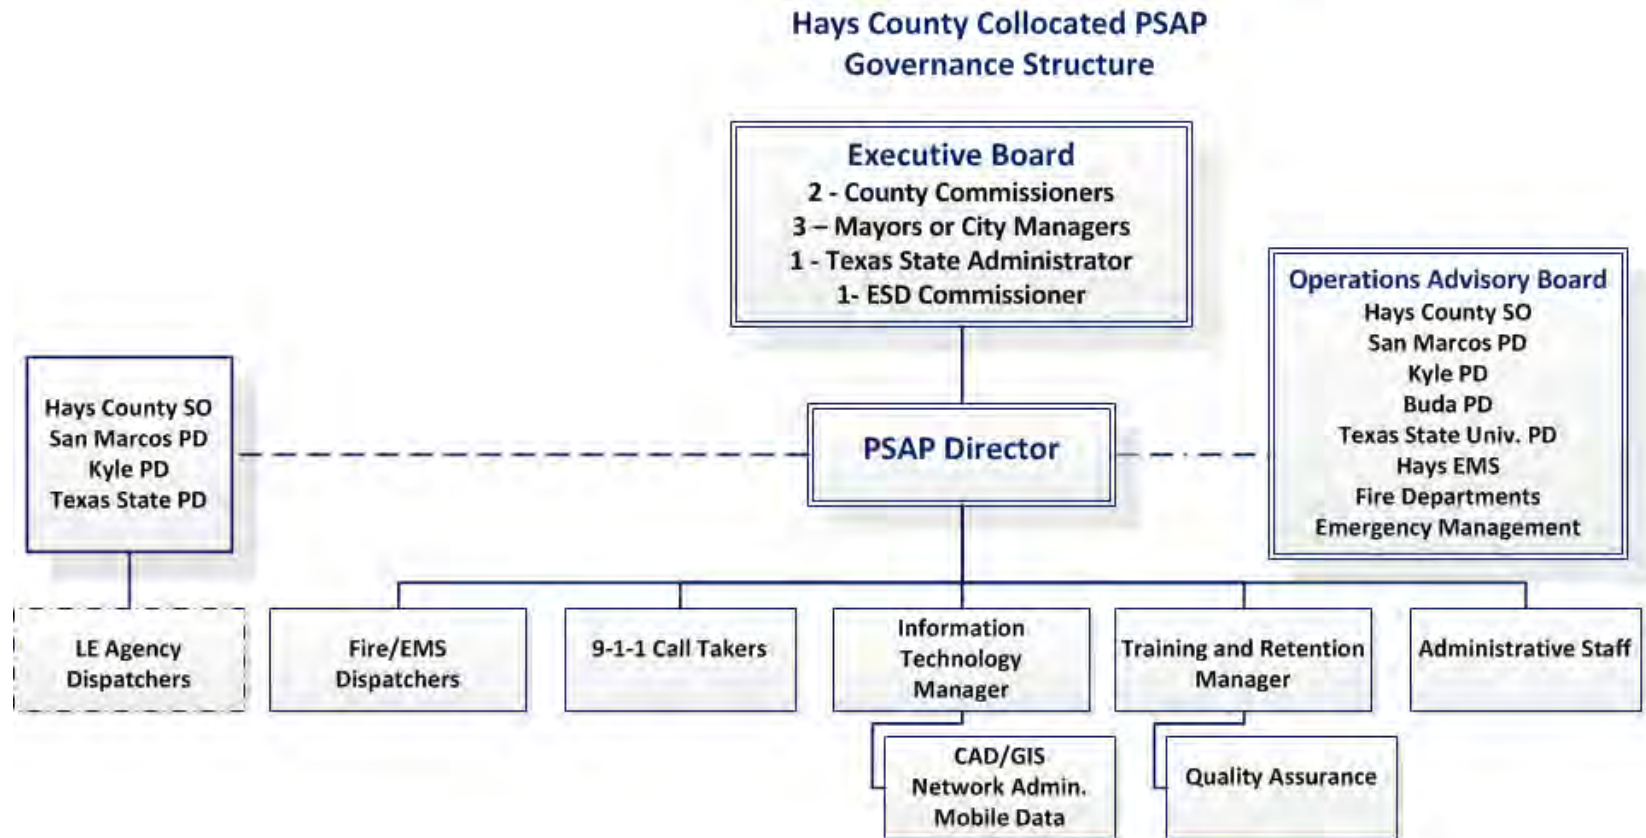 Hays County Collocated PSAP
Governance Structure
Executive Board
2 - County Commissioners
3 – Mayors or City Managers
1 - Texas State Administrator
1- ESD Commissioner
Operations Advisory Board
Hays County SO
San Marcos PD
Kyle PD
Buda PD
Texas State Univ. PD
Hays EMS
Fire Departments
Emergency Management
Hays County SO
San Marcos PD
Kyle PD
Texas State PD
PSAP Director
LE Agency
Dispatchers
Fire/EMS
Dispatchers
9-1-1 Call Takers
Information
Technology
Manager
Training and Retention
Manager
Administrative Staff
CAD/GIS
Network Admin.
Mobile Data
Quality Assurance